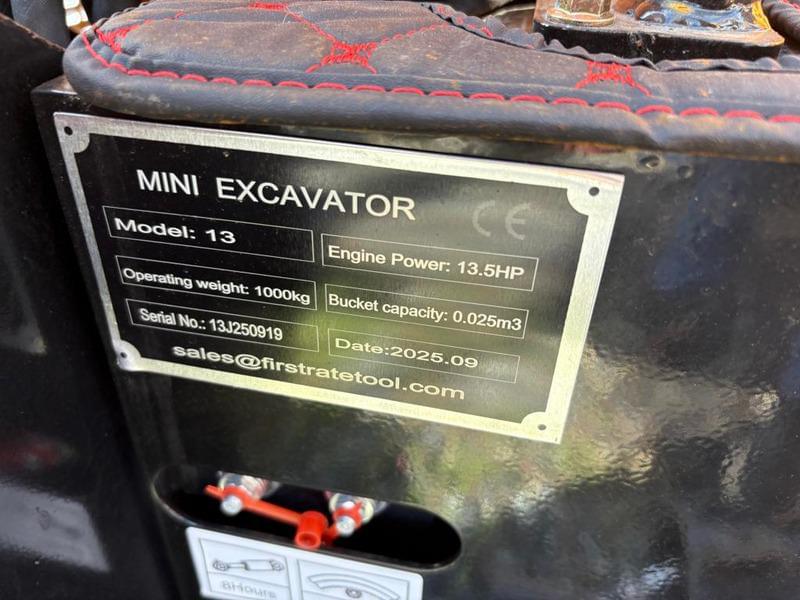 MINI EXCAVATOR CE
Model: 13
Engine Power: 13.5HP
Operating weight: 1000kg
Bucket capacity: 0.025m3
Serial No.: 13J250919
Date:2025.09
sales@firstratetool.com
8Hours